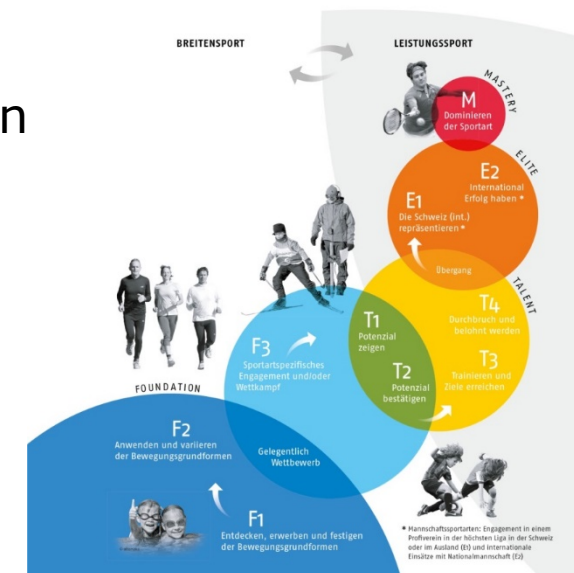 n
BREITENSPORT
LEISTUNGSSPORT
MASTERY
M
Dominieren
der Sportart
ELITE
E2
International
Erfolg haben *
E1
Die Schweiz (int.)
repräsentieren *
Übergang
TALENT
T4
Durchbruch und
belohnt werden
T1
Potenzial
zeigen
T3
Trainieren und
Ziele erreichen
T2
Potenzial
bestätigen
F3
Sportartspezifisches
Engagement und/oder
Wettkampf
FOUNDATION
F2
Anwenden und variieren
der Bewegungsgrundformen
Gelegentlich
Wettbewerb
F1
Entdecken, erwerben und festigen
der Bewegungsgrundformen
* Mannschaftssportarten: Engagement in einem
Profiverein in der höchsten Liga in der Schweiz
oder im Ausland (E1) und internationale
Einsätze mit Nationalmannschaft (E2)